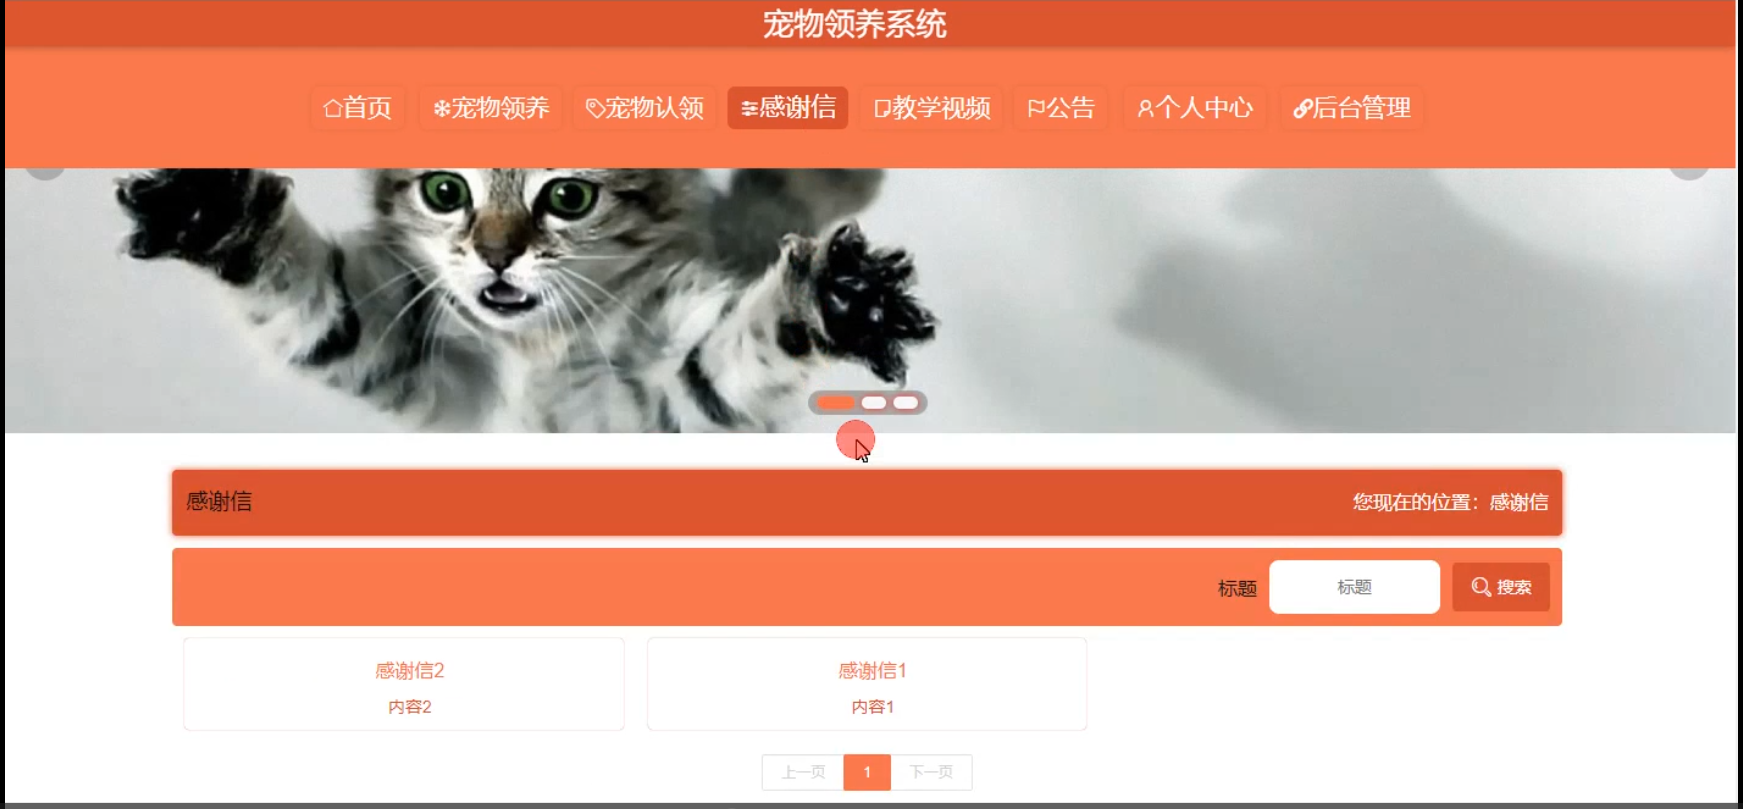 宠物领养系统
首页 宠物领养 宠物认领 感谢信 教学视频 公告 个人中心 后台管理
感谢信 您现在的位置：感谢信
标题 标题 搜索
感谢信2 感谢信1
内容2 内容1
上一页 1 下一页